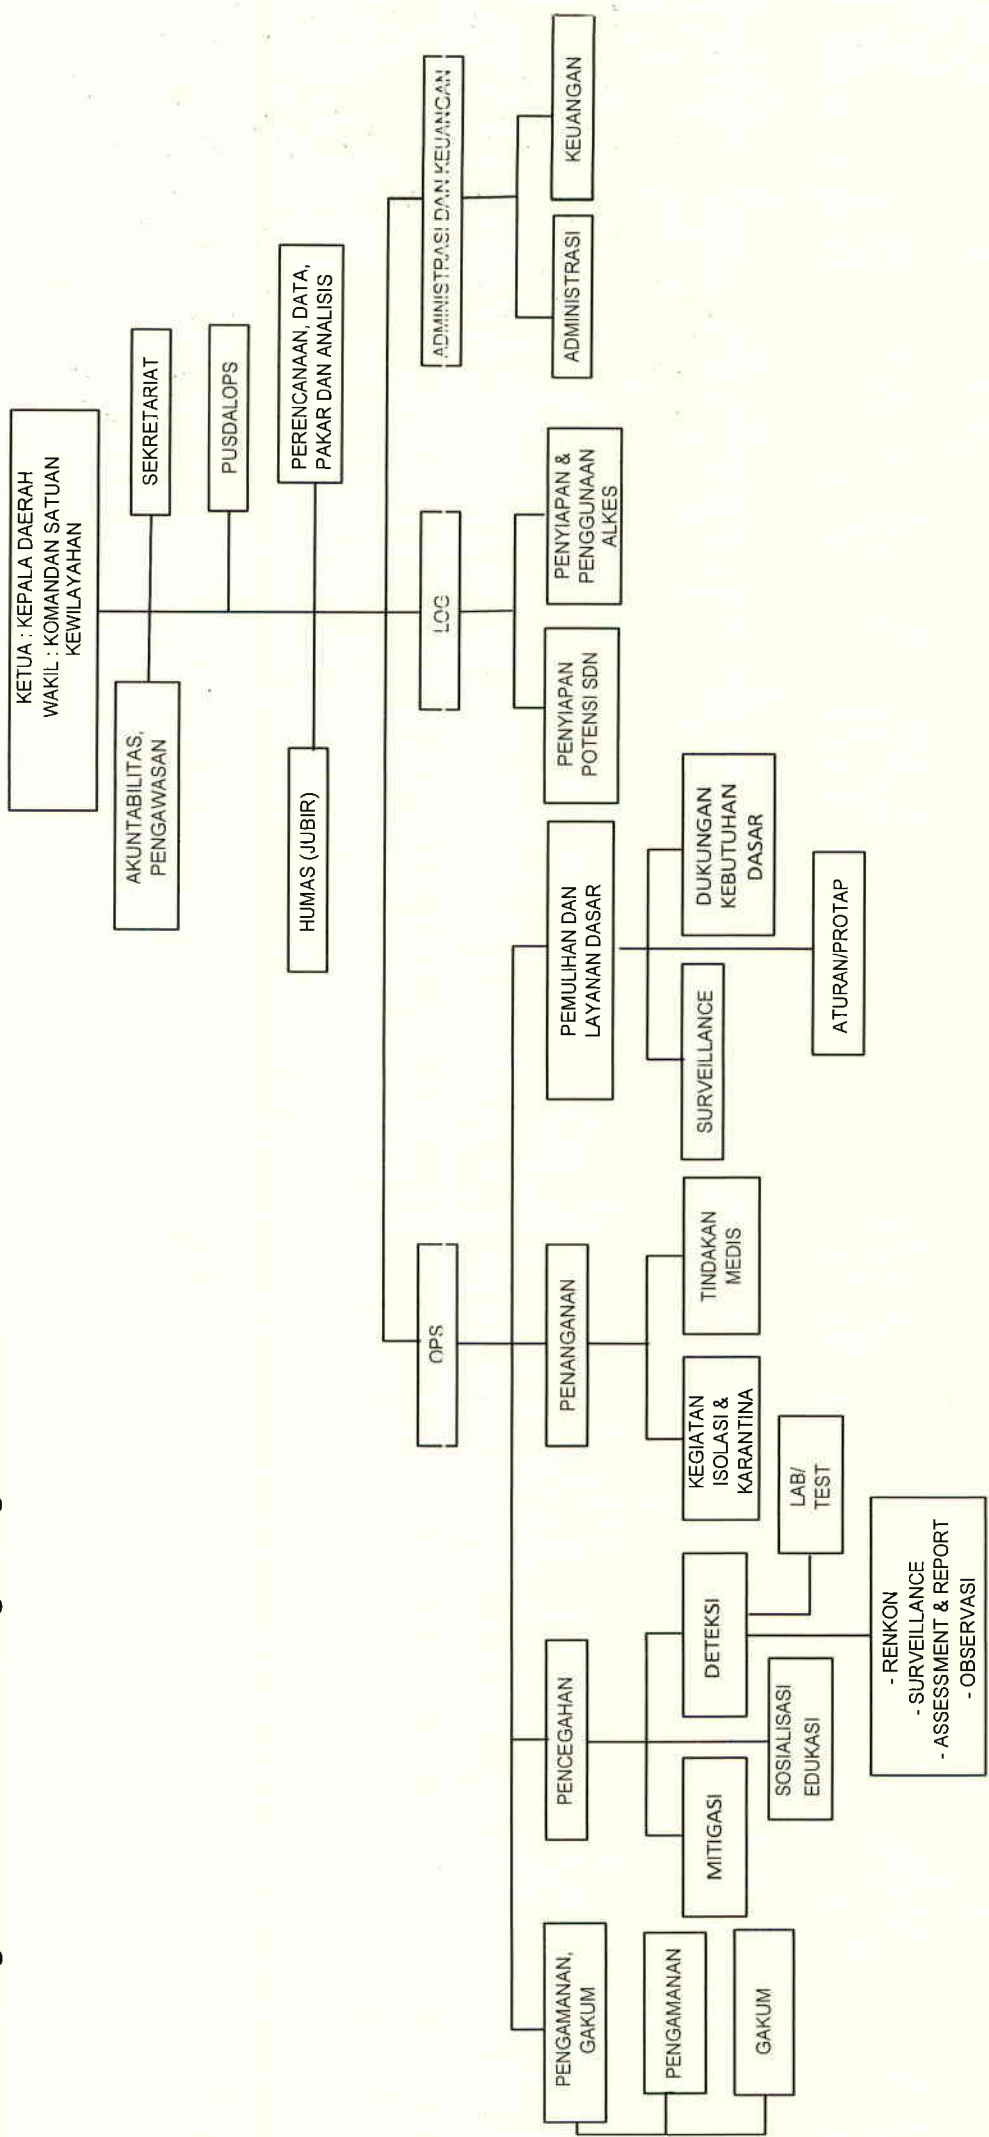 KETUA : KEPALA DAERAH
WAKIL : KOMANDAN SATUAN
KEWILAYAHAN
AKUNTABILITAS,
PENGAWASAN
SEKRETARIAT
PUSDALOPS
HUMAS (JUBIR)
PERENCANAAN, DATA,
PAKAR DAN ANALISIS
OPS
LOG
ADMINISTRASI DAN KEUANGAN
PENGAMANAN,
GAKUM
PENCEGAHAN
PENANGANAN
PEMULIHAN DAN
LAYANAN DASAR
PENYIAPAN
POTENSI SDN
PENYIAPAN &
PENGGUNAAN
ALKES
ADMINISTRASI
KEUANGAN
PENGAMANAN
GAKUM
MITIGASI
DETEKSI
SOSIALISASI
EDUKASI
LAB/
TEST
- RENKON
- SURVEILLANCE
- ASSESSMENT & REPORT
- OBSERVASI
KEGIATAN
ISOLASI &
KARANTINA
TINDAKAN
MEDIS
SURVEILLANCE
DUKUNGAN
KEBUTUHAN
DASAR
ATURAN/PROTAP